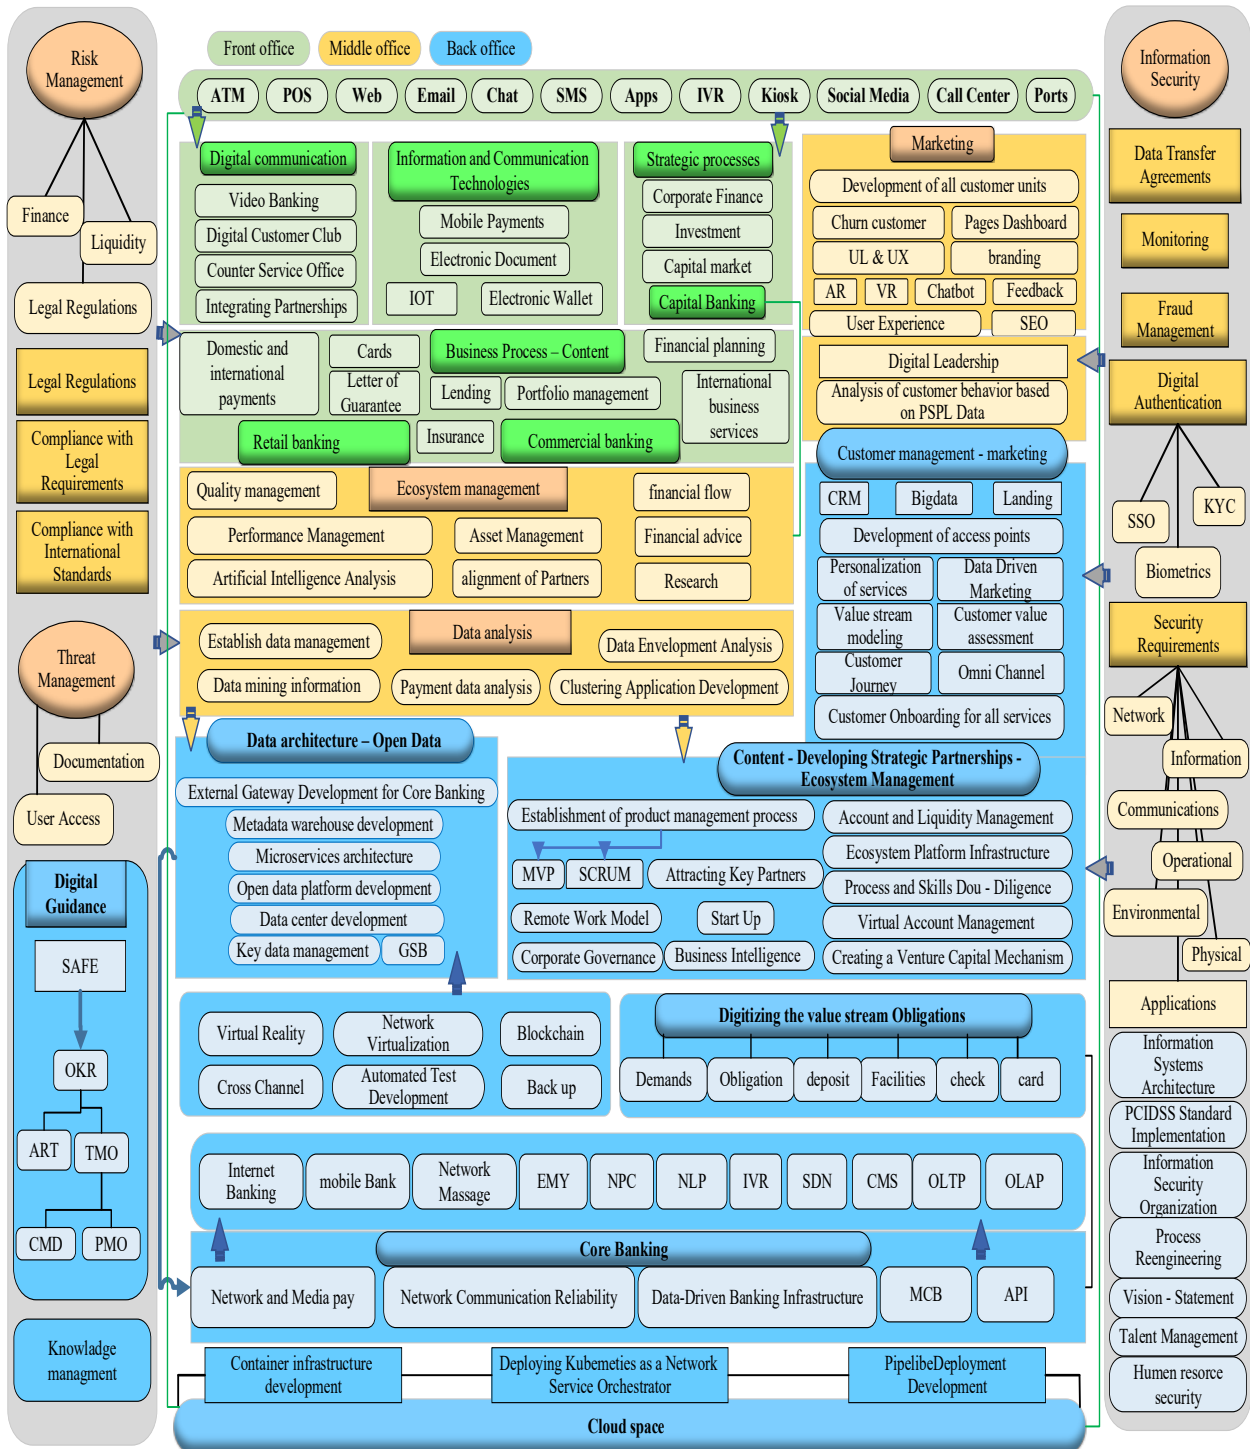 Front office
Middle office
Back office
Risk
Management
Finance
Liquidity
Legal Regulations
Legal Regulations
Compliance with
Legal
Requirements
Compliance with
International
Standards
Threat
Management
Documentation
User Access
Digital
Guidance
SAFE
OKR
ART
TMO
CMD
PMO
Knowladge
managment
ATM
POS
Web
Email
Chat
SMS
Apps
IVR
Kiosk
Social Media
Call Center
Ports
Digital communication
Video Banking
Digital Customer Club
Counter Service Office
Integrating Partnerships
Information and Communication
Technologies
Mobile Payments
Electronic Document
IOT
Electronic Wallet
Strategic processes
Corporate Finance
Investment
Capital market
Capital Banking
Marketing
Development of all customer units
Churn customer
Pages Dashboard
UL & UX
branding
AR
VR
Chatbot
Feedback
User Experience
SEO
Domestic and
international
payments
Cards
Letter of
Guarantee
Business Process – Content
Lending
Portfolio management
Financial planning
International
business
services
Retail banking
Insurance
Commercial banking
Digital Leadership
Analysis of customer behavior based
on PSPL Data
Quality management
Ecosystem management
financial flow
Performance Management
Asset Management
Financial advice
Artificial Intelligence Analysis
alignment of Partners
Research
Customer management - marketing
CRM
Bigdata
Landing
Development of access points
Personalization
of services
Data Driven
Marketing
Value stream
modeling
Customer value
assessment
Customer
Journey
Omni Channel
Customer Onboarding for all services
Establish data management
Data analysis
Data Envelopment Analysis
Data mining information
Payment data analysis
Clustering Application Development
Data architecture – Open Data
External Gateway Development for Core Banking
Metadata warehouse development
Microservices architecture
Open data platform development
Data center development
Key data management
GSB
Content - Developing Strategic Partnerships -
Ecosystem Management
Establishment of product management process
MVP
SCRUM
Attracting Key Partners
Remote Work Model
Start Up
Corporate Governance
Business Intelligence
Account and Liquidity Management
Ecosystem Platform Infrastructure
Process and Skills Dou - Diligence
Virtual Account Management
Creating a Venture Capital Mechanism
Virtual Reality
Network
Virtualization
Blockchain
Cross Channel
Automated Test
Development
Back up
Digitizing the value stream Obligations
Demands
Obligation
deposit
Facilities
check
card
Internet
Banking
mobile Bank
Network
Massage
EMY
NPC
NLP
IVR
SDN
CMS
OLTP
OLAP
Core Banking
Network and Media pay
Network Communication Reliability
Data-Driven Banking Infrastructure
MCB
API
Container infrastructure
development
Deploying Kubemeties as a Network
Service Orchestrator
PipelibeDeployment
Development
Cloud space
Information
Security
Data Transfer
Agreements
Monitoring
Fraud
Management
Digital
Authentication
SSO
KYC
Biometrics
Security
Requirements
Network
Information
Communications
Operational
Environmental
Physical
Applications
Information
Systems
Architecture
PCIDSS Standard
Implementation
Information
Security
Organization
Process
Reengineering
Vision - Statement
Talent Management
Human resorce
security